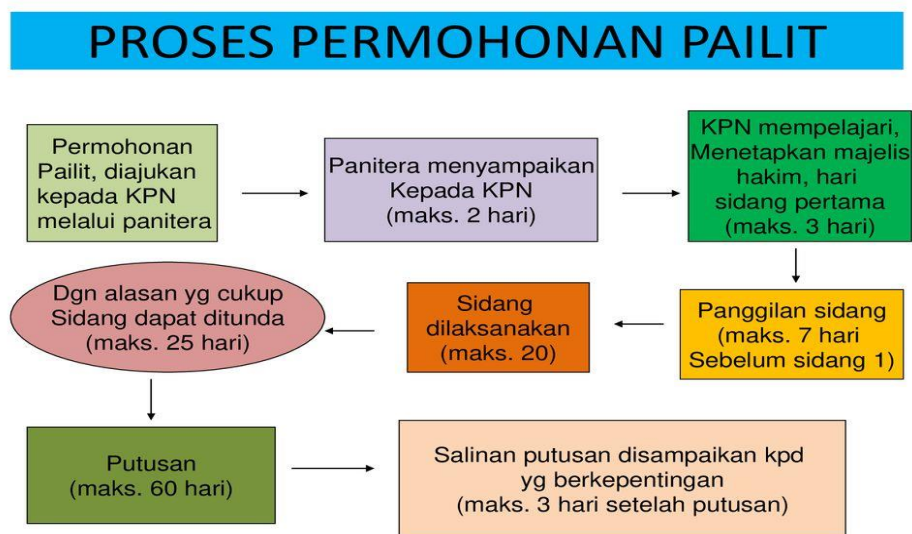 PROSES PERMOHONAN PAILIT
Permohonan
Pailit, diajukan
kepada KPN
melalui panitera
Panitera menyampaikan
Kepada KPN
(maks. 2 hari)
KPN mempelajari,
Menetapkan majelis
hakim, hari
sidang pertama
(maks. 3 hari)
Panggilan sidang
(maks. 7 hari
Sebelum sidang 1)
Sidang
dilaksanakan
(maks. 20)
Dgn alasan yg cukup
Sidang dapat ditunda
(maks. 25 hari)
Putusan
(maks. 60 hari)
Salinan putusan disampaikan kpd
yg berkepentingan
(maks. 3 hari setelah putusan)